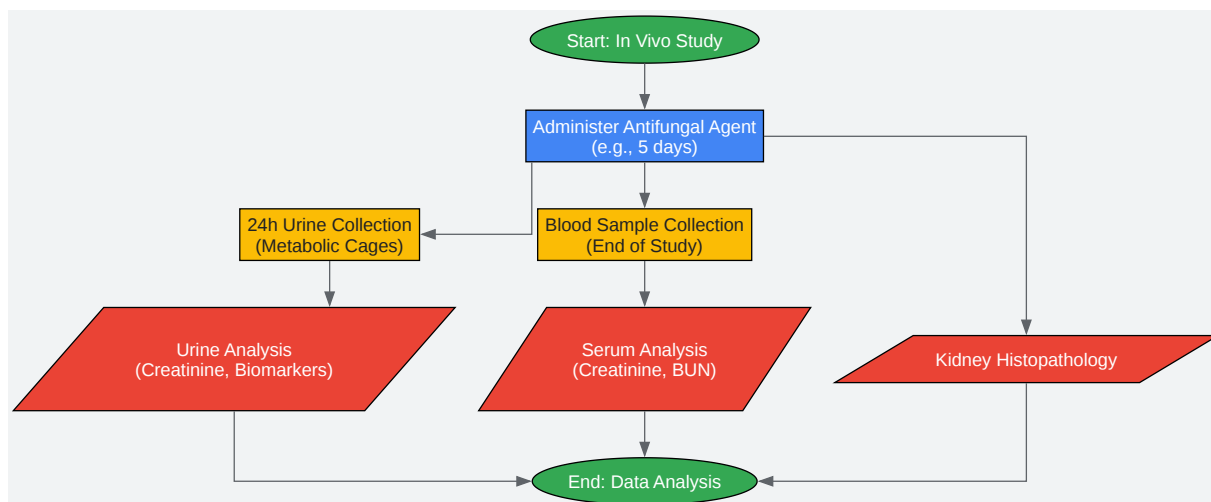 Start: In Vivo Study
Administer Antifungal Agent
(e.g., 5 days)
24h Urine Collection
(Metabolic Cages)
Blood Sample Collection
(End of Study)
Urine Analysis
(Creatinine, Biomarkers)
Serum Analysis
(Creatinine, BUN)
Kidney Histopathology
End: Data Analysis